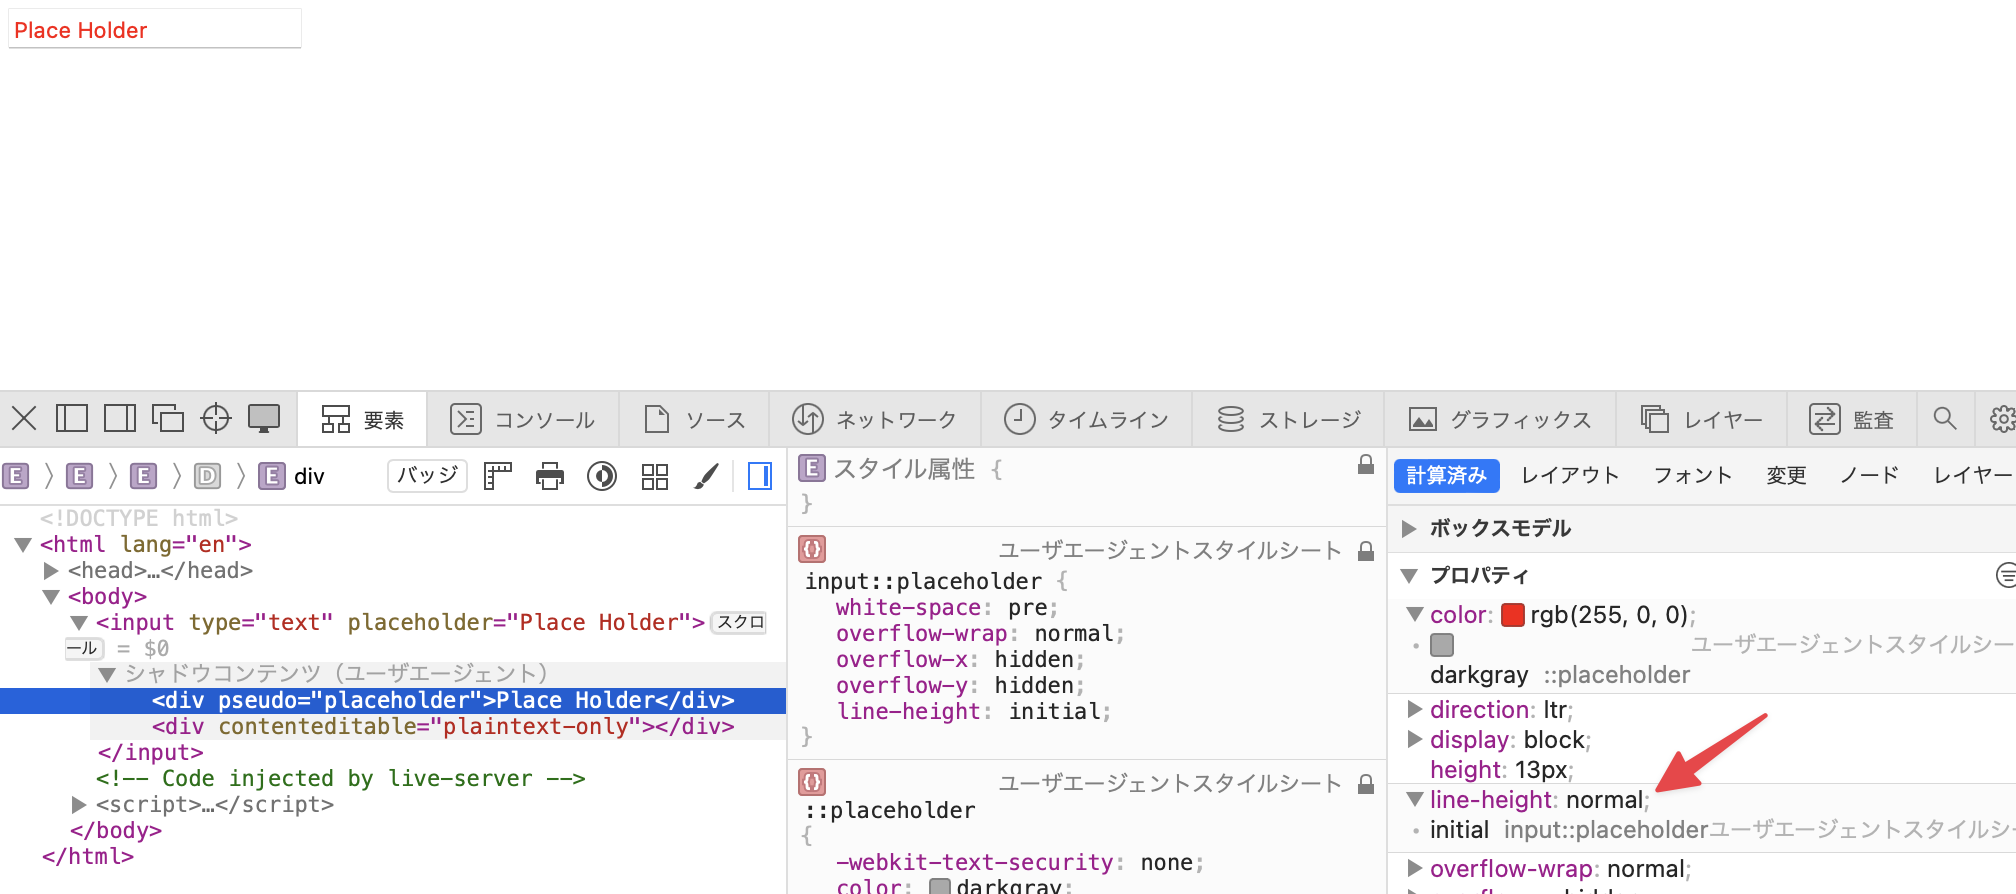 Place Holder
要素
コンソール
ソース
ネットワーク
タイムライン
ストレージ
グラフィックス
レイヤー
監査
E 〉 E 〉 E 〉 D 〉 E div
バッジ
<!DOCTYPE html>
<html lang="en">
<head>…</head>
<body>
<input type="text" placeholder="Place Holder"> スクロ
ール = $0
シャドウコンテンツ（ユーザエージェント）
<div pseudo="placeholder">Place Holder</div>
<div contenteditable="plaintext-only"></div>
</input>
<!-- Code injected by live-server -->
<script>…</script>
</body>
</html>
E スタイル属性 {
}
ユーザエージェントスタイルシート
input::placeholder {
white-space: pre;
overflow-wrap: normal;
overflow-x: hidden;
overflow-y: hidden;
line-height: initial;
}
ユーザエージェントスタイルシート
::placeholder
{
-webkit-text-security: none;
color: darkgray;
計算済み
レイアウト
フォント
変更
ノード
レイヤー
ボックスモデル
プロパティ
color: rgb(255, 0, 0);
ユーザエージェントスタイルシー
darkgray ::placeholder
direction: ltr;
display: block;
height: 13px;
line-height: normal;
initial input::placeholderユーザエージェントスタイルシ
overflow-wrap: normal;